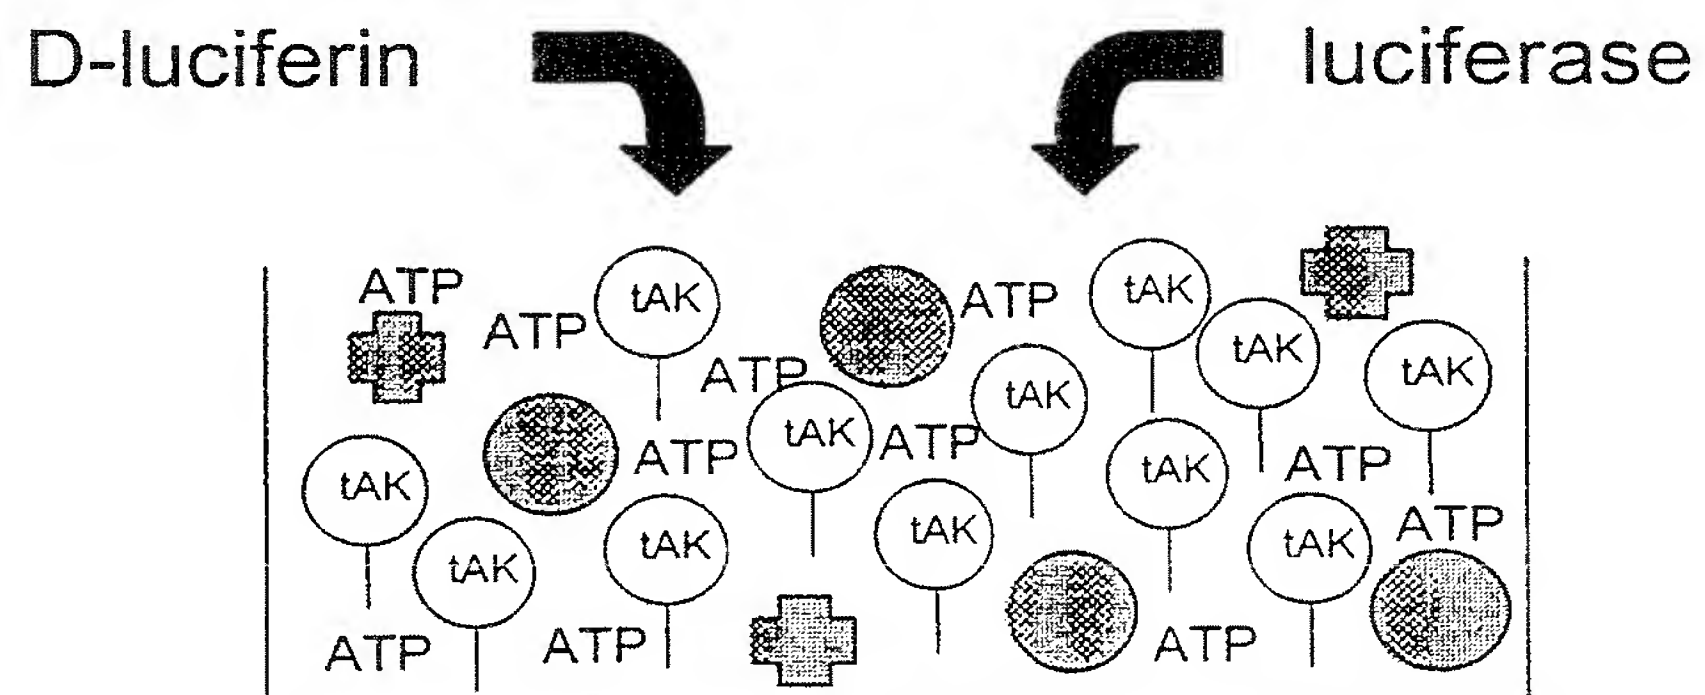 D-luciferin luciferase
ATP tAK tAK
ATP ATP
tAK
ATP tAK tAK
tAK ATP tAK
tAK ATP ATP
tAK tAK tAK tAK ATP
tAK
ATP ATP ATP